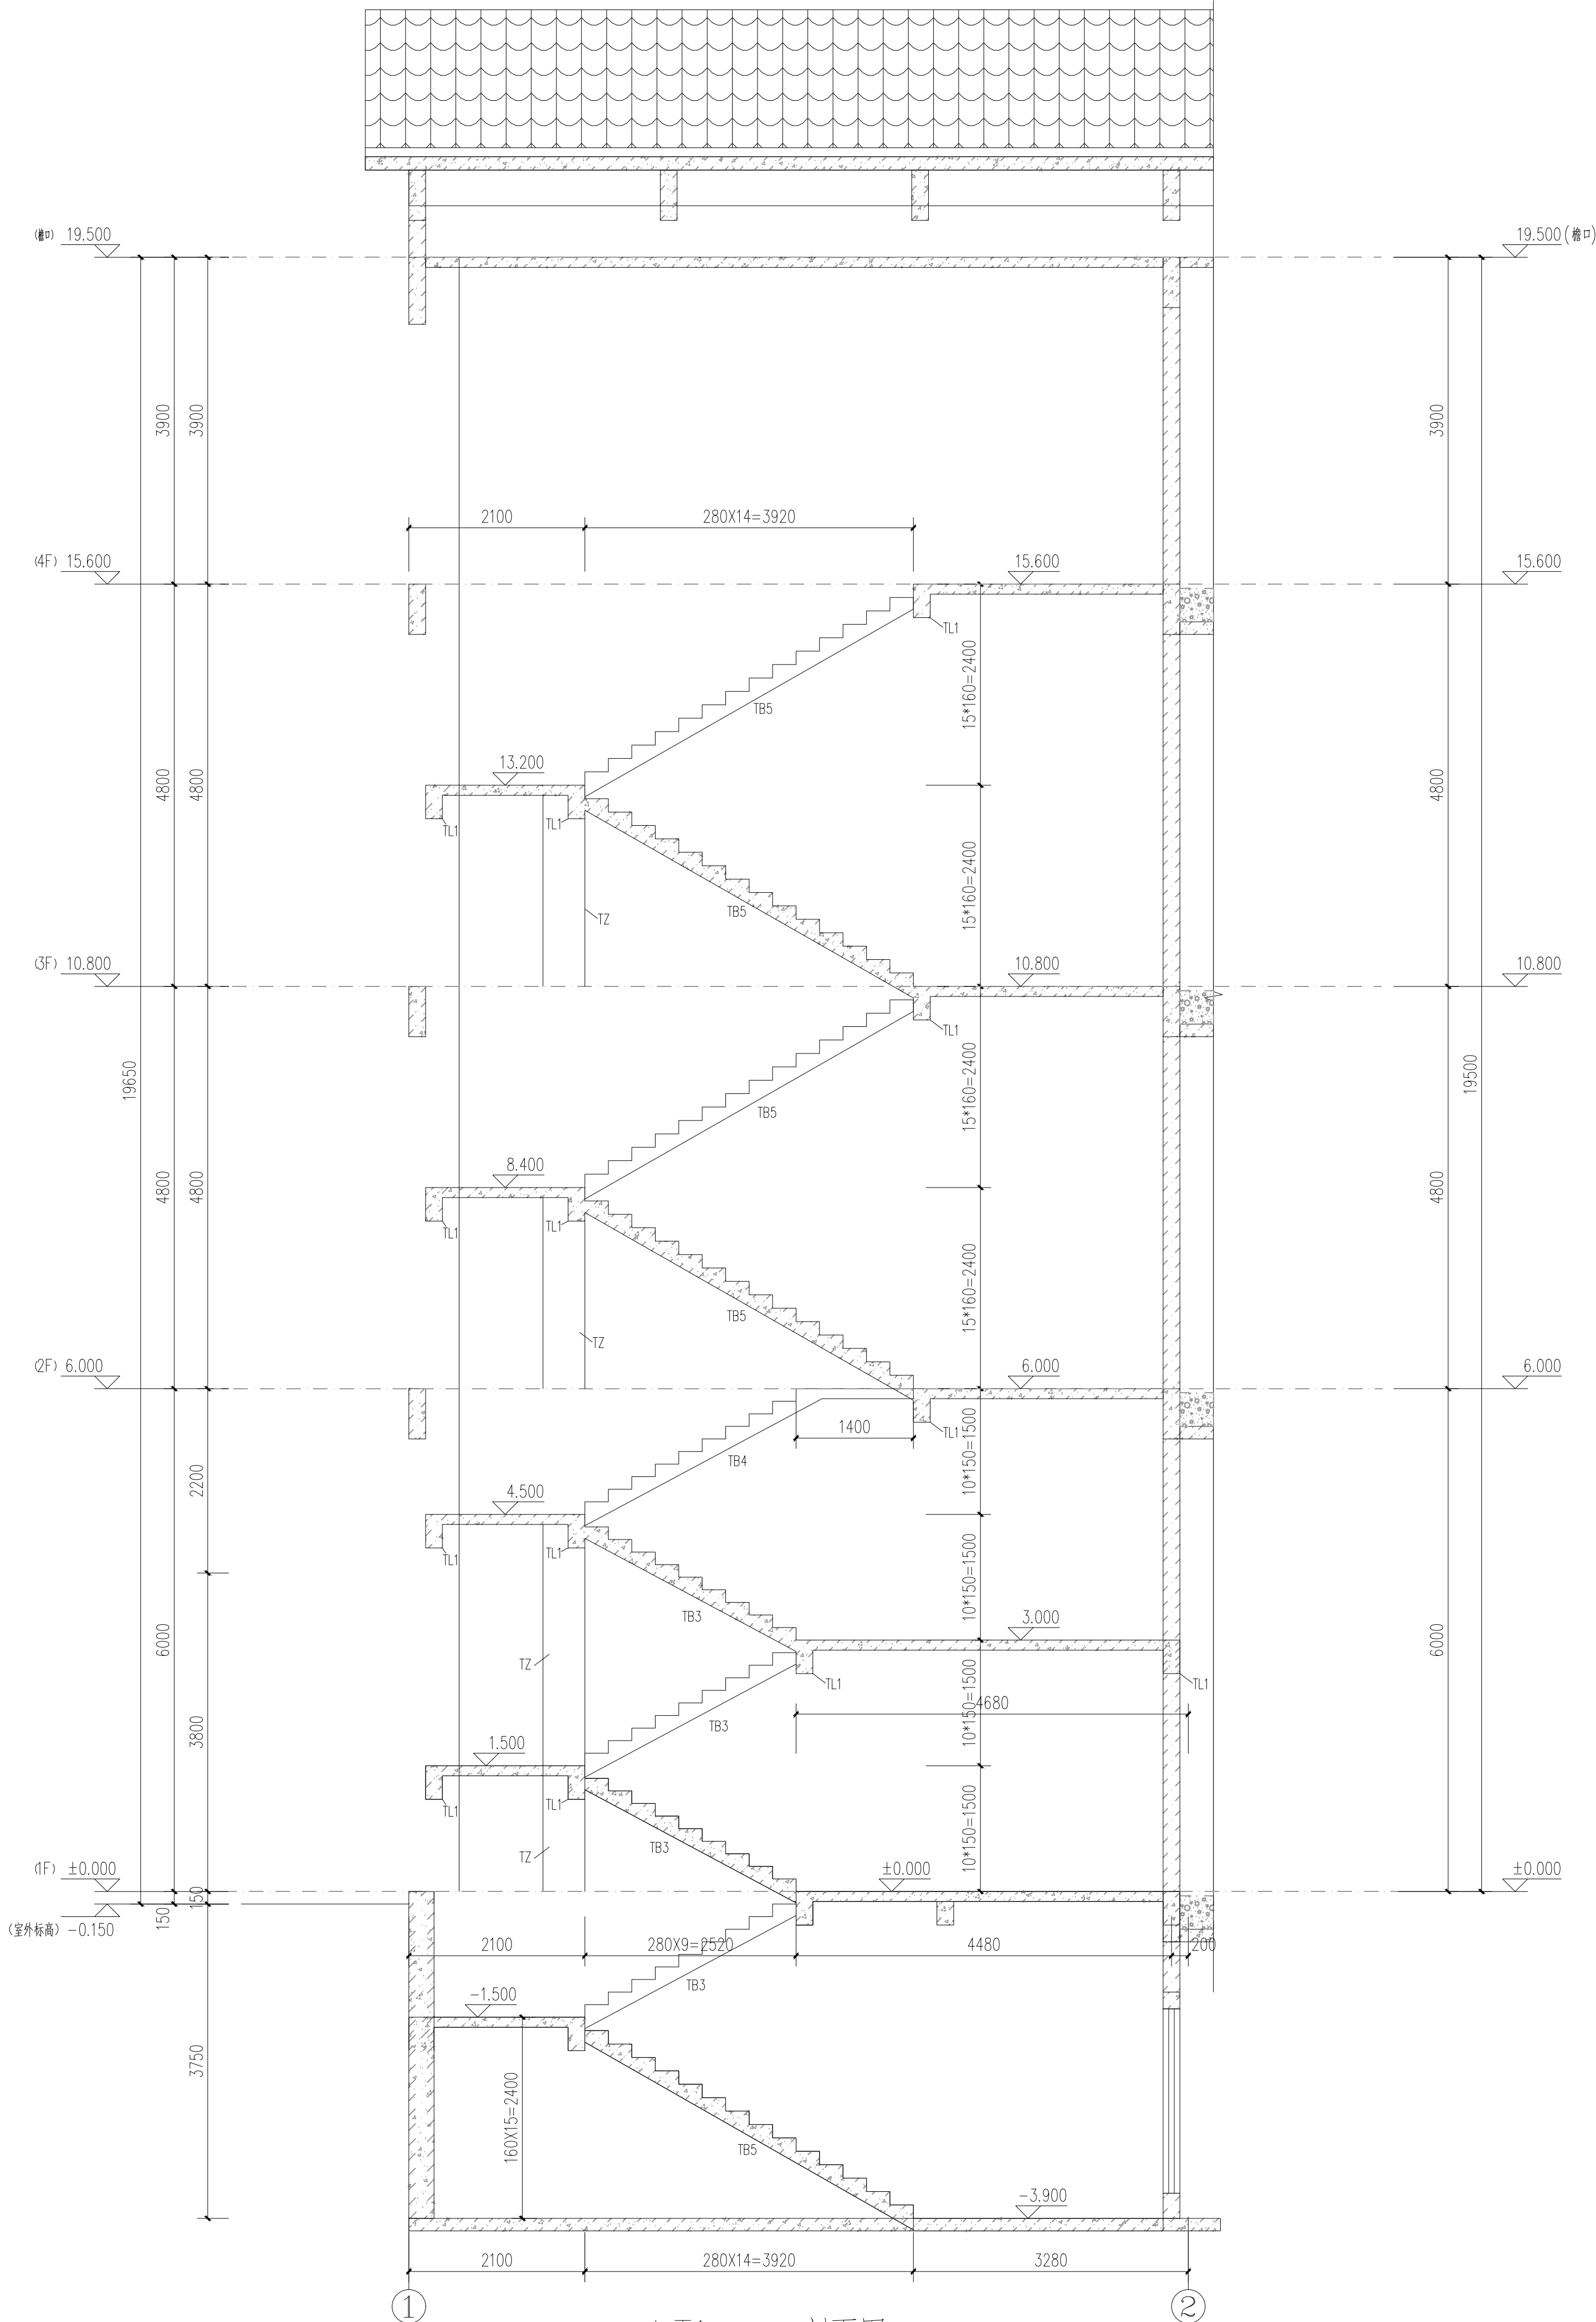 (檐口) 19.500
19.500 (檐口)
3900
3900
3900
2100
280X14=3920
(4F) 15.600
15.600
15.600
TL1
15*160=2400
TB5
13.200
4800
4800
4800
TL1
TL1
15*160=2400
TB5
TZ
(3F) 10.800
10.800
10.800
TL1
19650
15*160=2400
19500
TB5
8.400
4800
4800
4800
TL1
TL1
15*160=2400
TB5
TZ
(2F) 6.000
6.000
6.000
1400
TL1
10*150=1500
TB4
2200
4.500
TL1
TL1
10*150=1500
TB3
3.000
6000
6000
TZ
TL1
TL1
10*150=1500
4680
TB3
3800
1.500
TL1
TL1
10*150=1500
TB3
TZ
(1F) ±0.000
±0.000
±0.000
150
150
(室外标高) -0.150
2100
280X9=2520
4480
200
TB3
-1.500
3750
160X15=2400
TB5
-3.900
2100
280X14=3920
3280
1
2